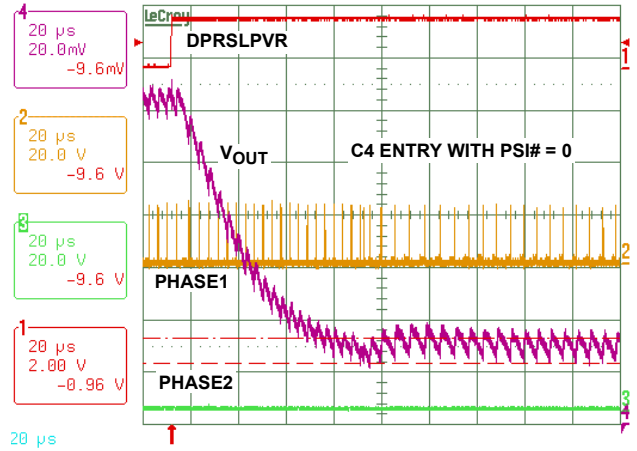 4
20 µs
20.0mV
-9.6mV
2
20 µs
20.0 V
-9.6 V
3
20 µs
20.0 V
-9.6 V
1
20 µs
2.00 V
-0.96 V
20 µs
LeCroy
DPRSLPVR
1
VOUT
C4 ENTRY WITH PSI# = 0
2
PHASE1
PHASE2
3
4